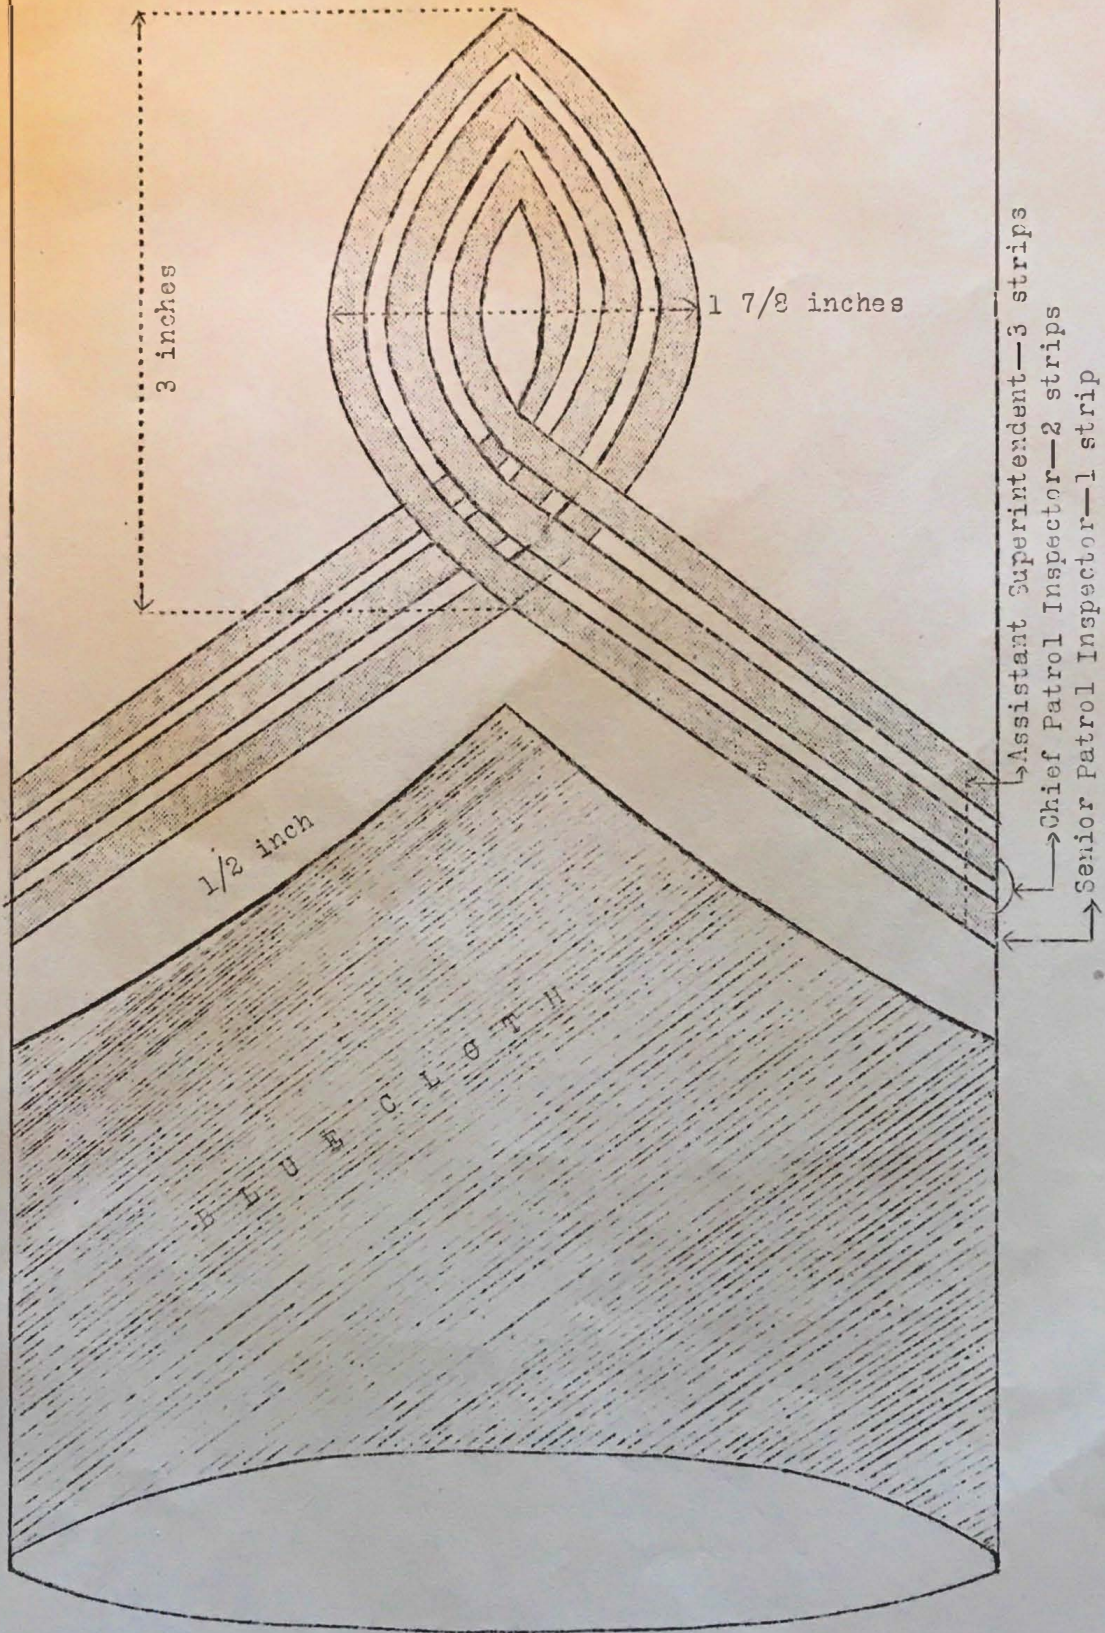 3 inches
1 7/8 inches
Assistant Superintendent—3 strips
Chief Patrol Inspector—2 strips
Senior Patrol Inspector—1 strip
1/2 inch
BLUE CLOTH